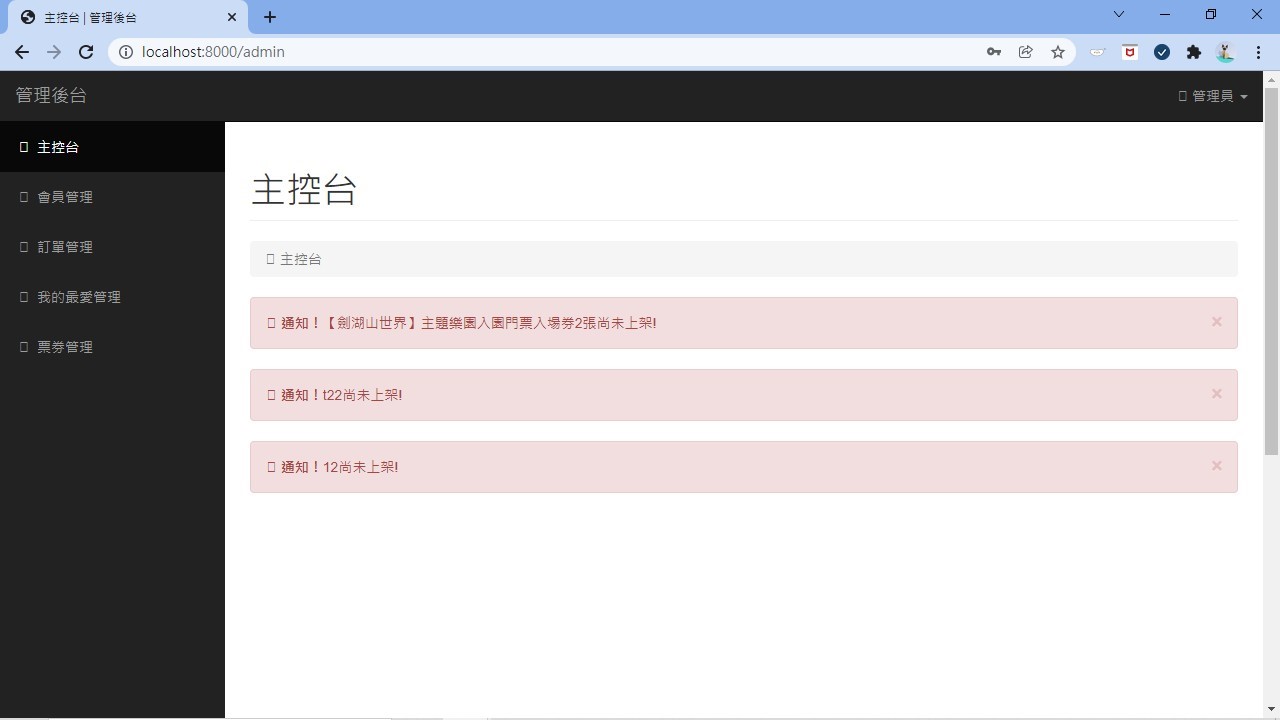 主控台 | 管理後台
localhost:8000/admin
管理後台
管理員
主控台
會員管理
訂單管理
我的最愛管理
票券管理
主控台
主控台
通知！【劍湖山世界】主題樂園入園門票入場券2張尚未上架!
通知！t22尚未上架!
通知！12尚未上架!